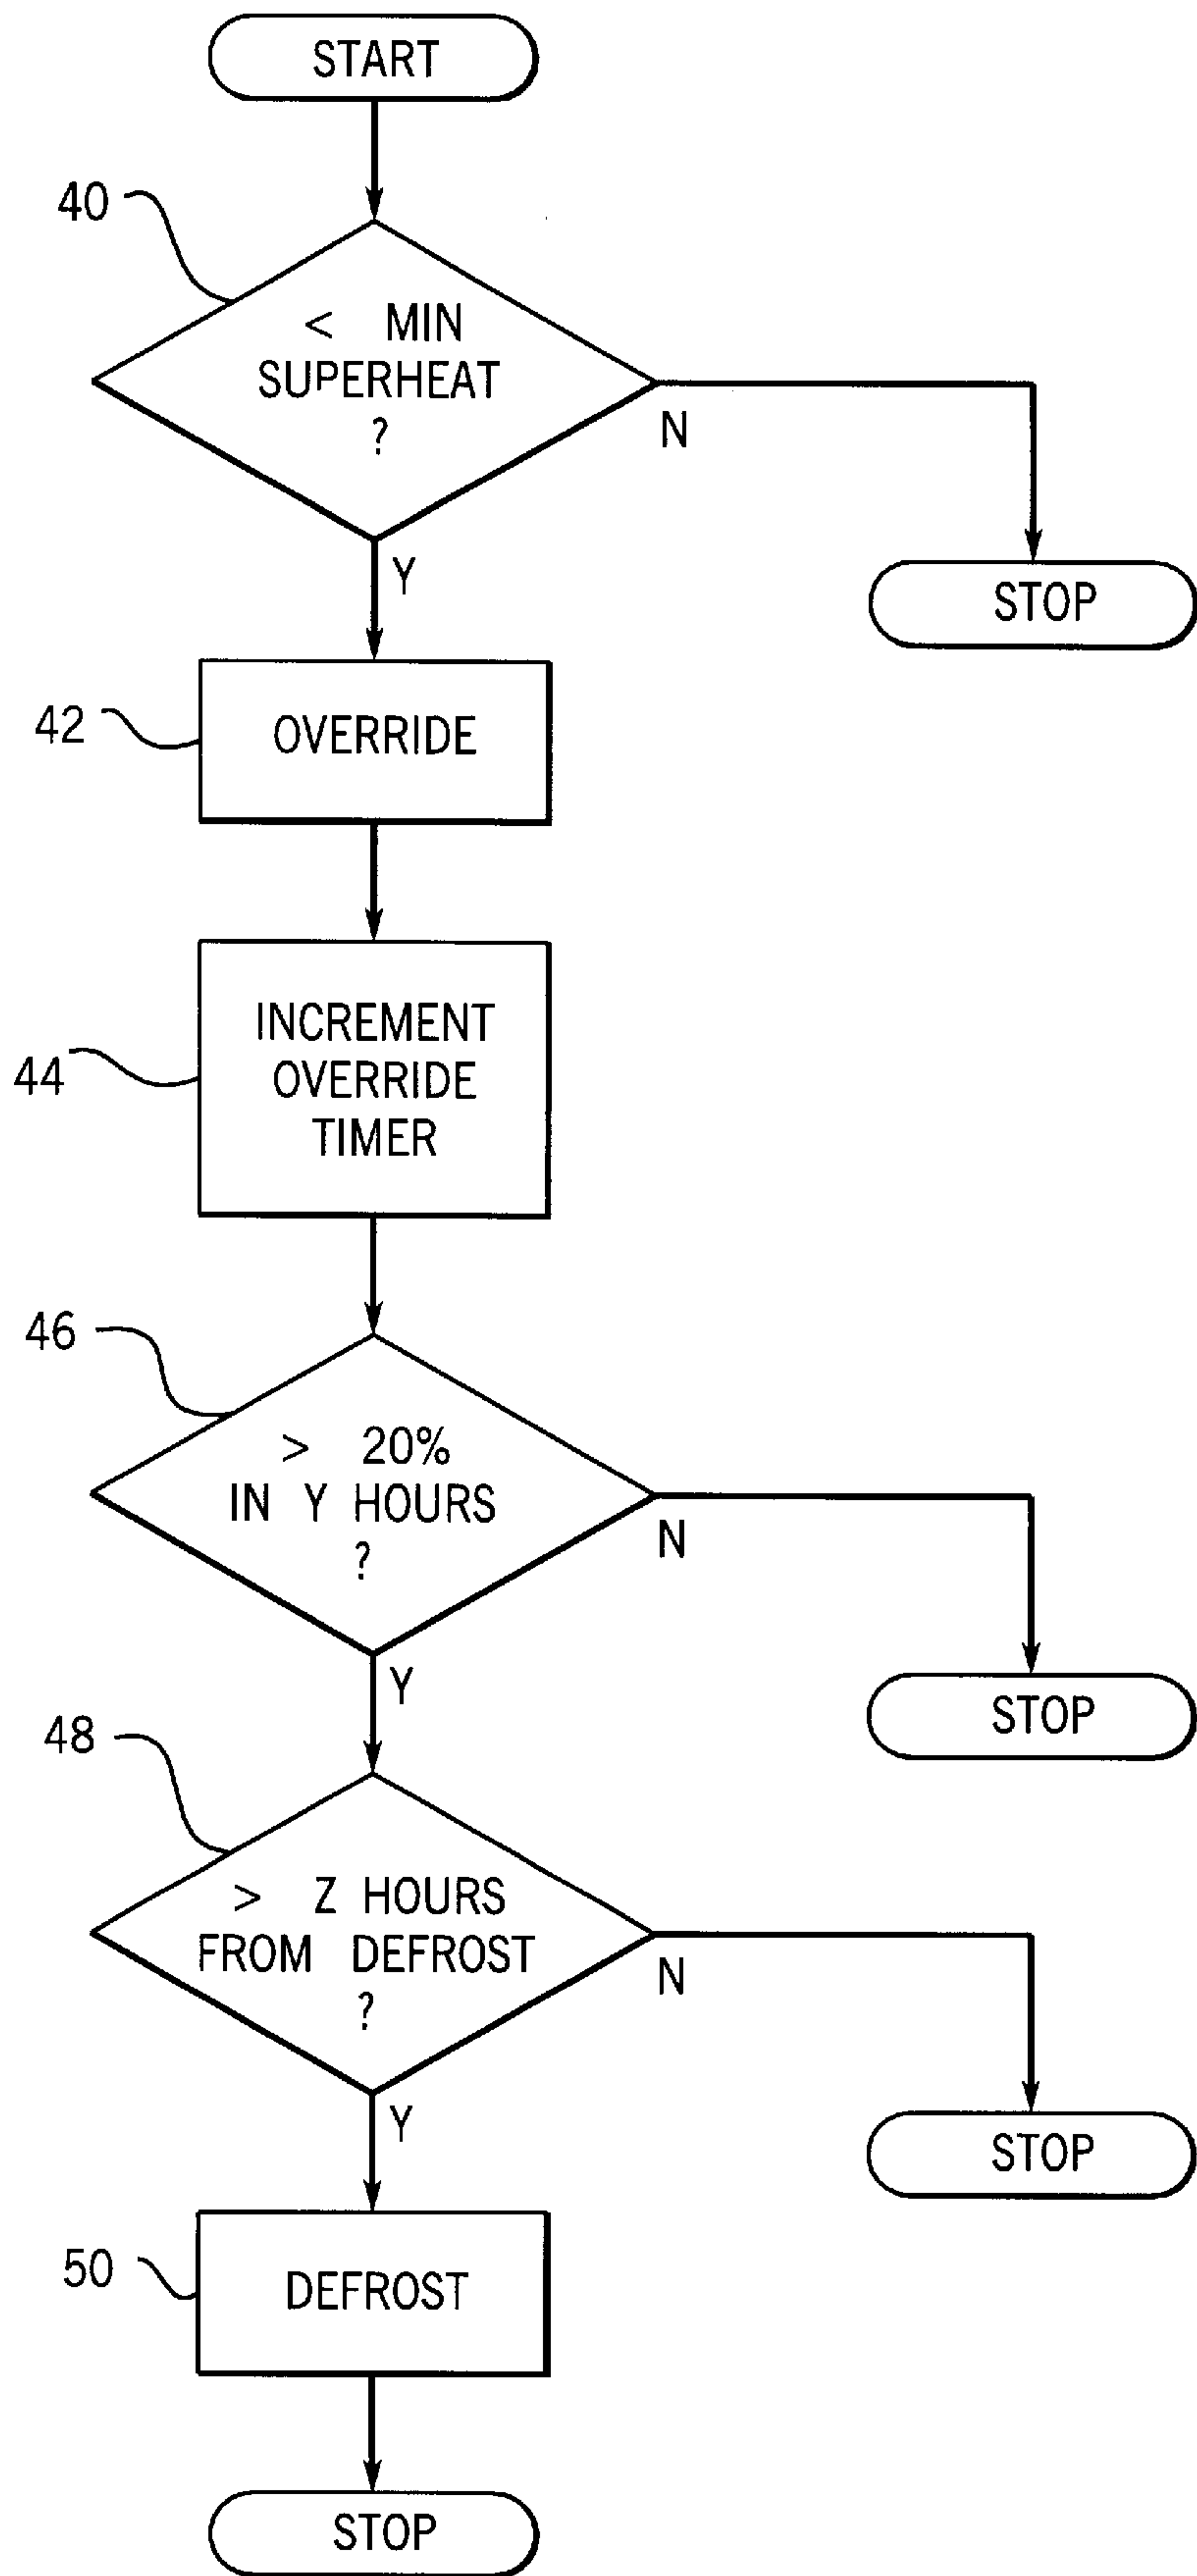 START
40
< MIN
SUPERHEAT
?
N
Y
STOP
42
OVERRIDE
44
INCREMENT
OVERRIDE
TIMER
46
> 20%
IN Y HOURS
?
N
Y
STOP
48
> Z HOURS
FROM DEFROST
?
N
Y
STOP
50
DEFROST
STOP